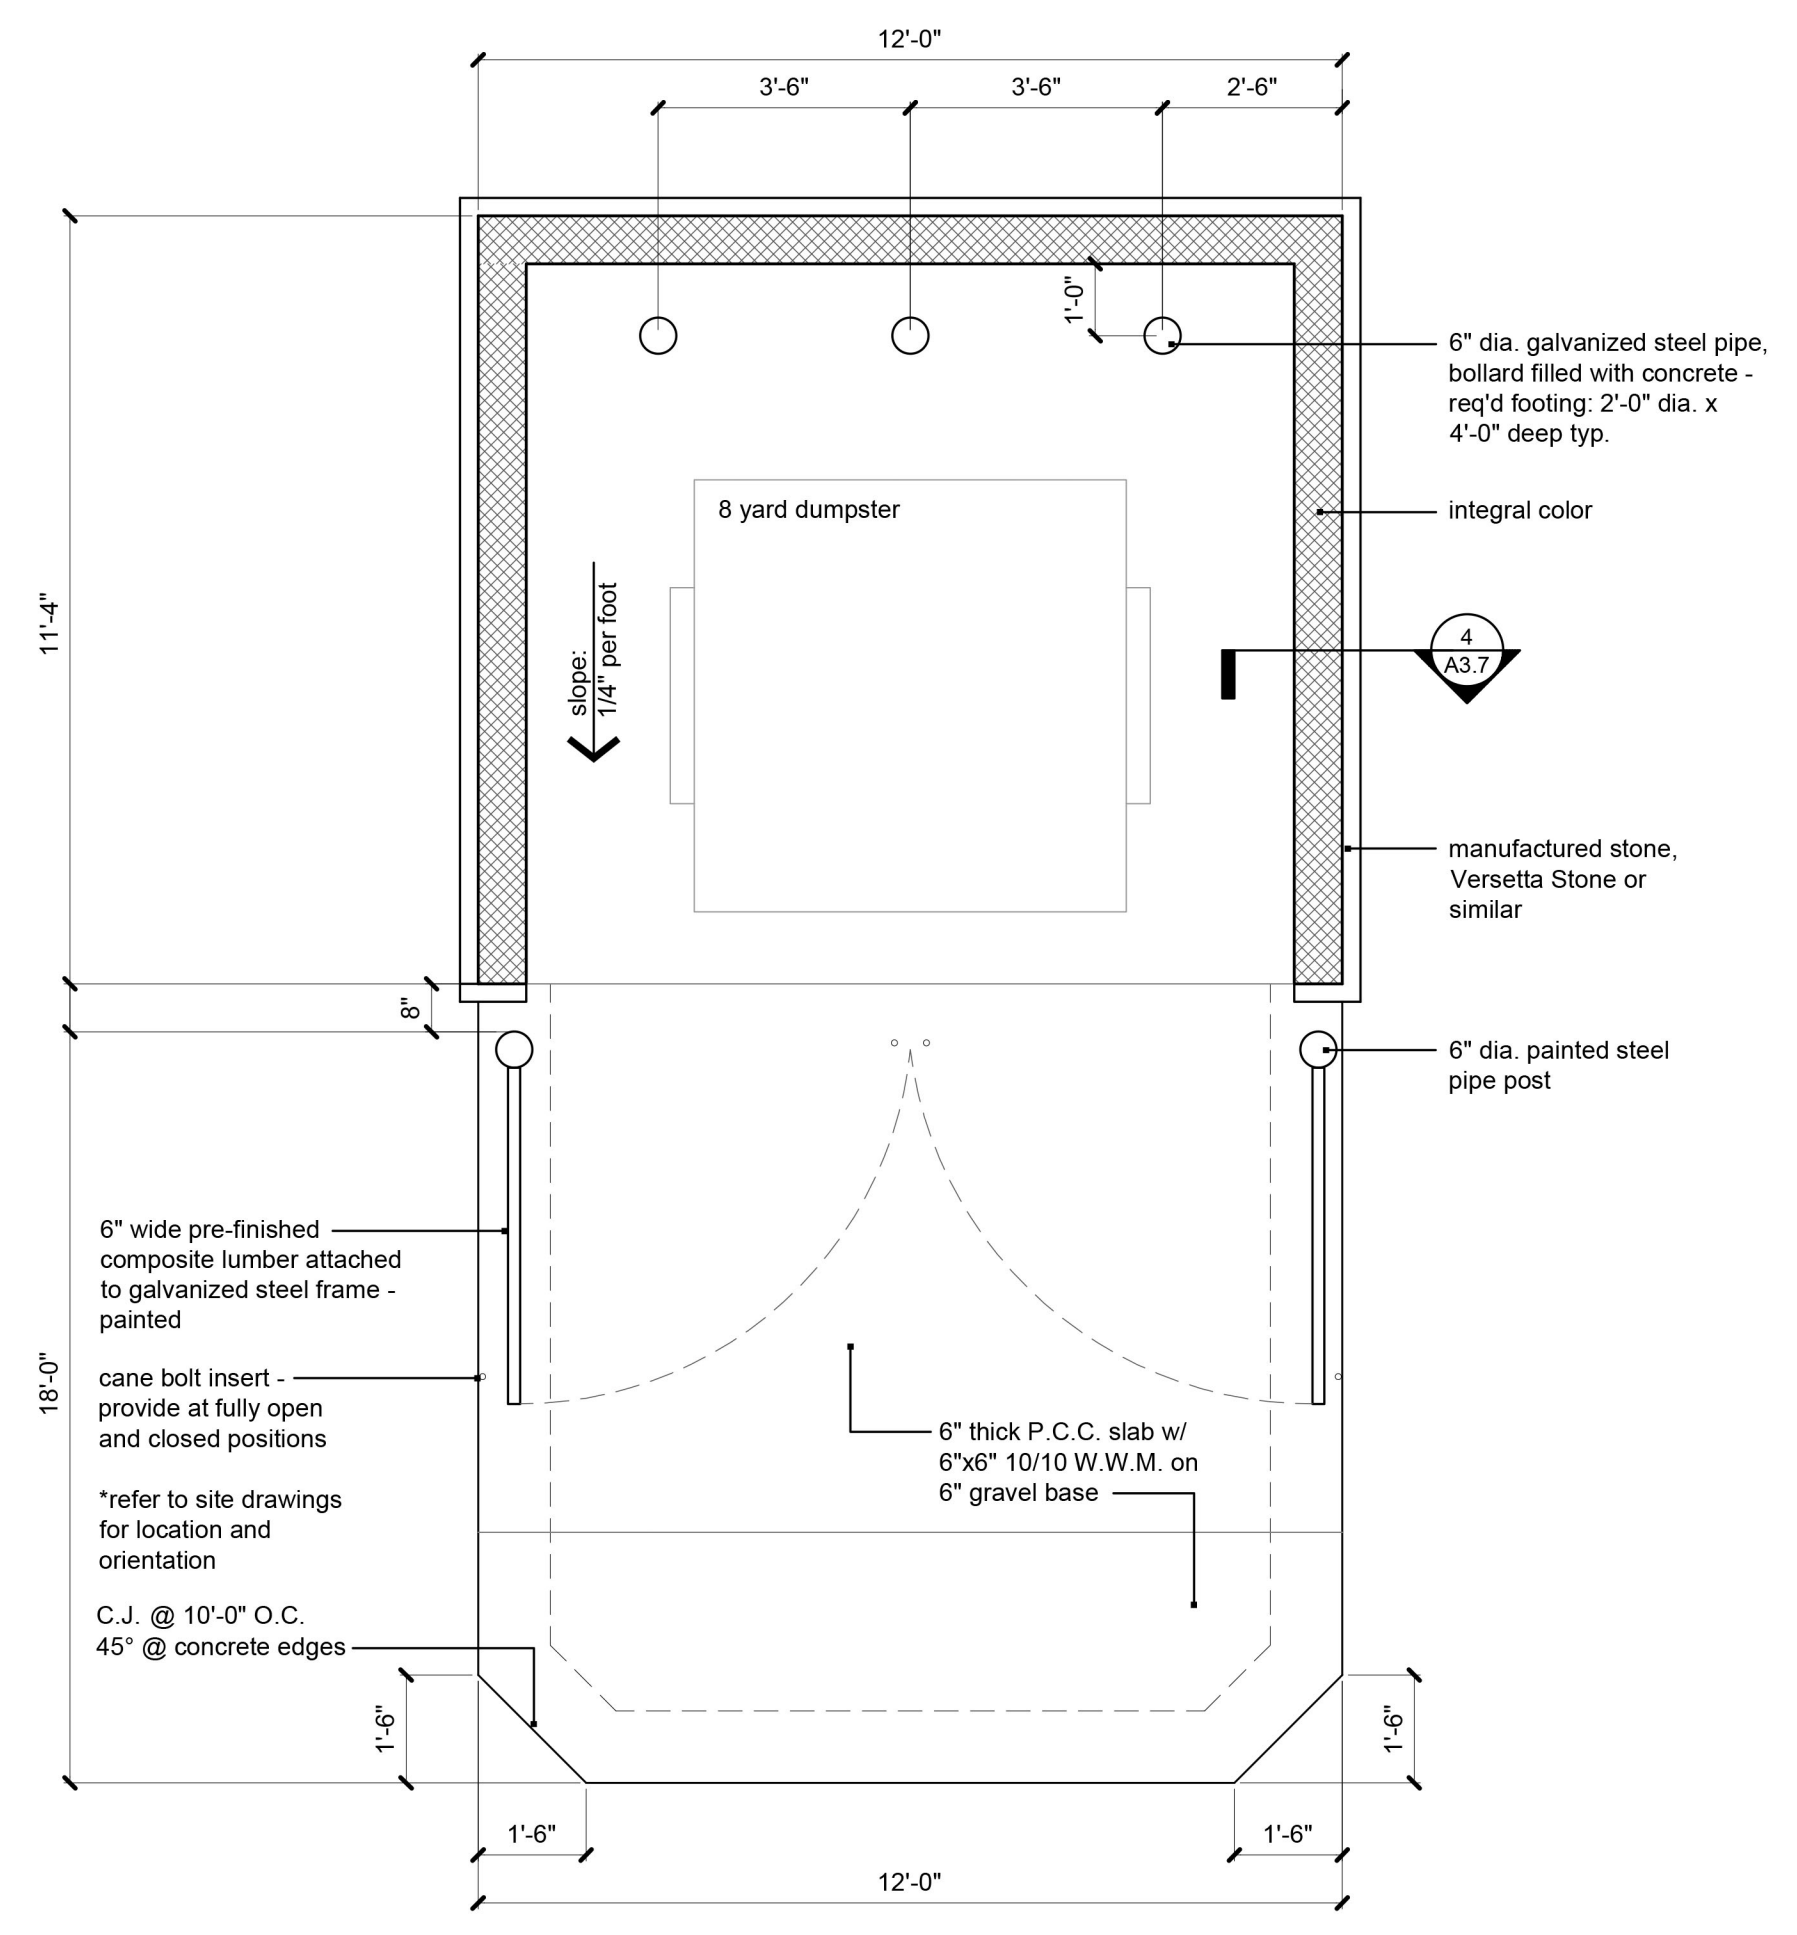 12'-0"
3'-6"
3'-6"
2'-6"
1'-0"
6" dia. galvanized steel pipe,
bollard filled with concrete -
req'd footing: 2'-0" dia. x
4'-0" deep typ.
8 yard dumpster
integral color
11'-4"
slope:
1/4" per foot
4
A3.7
manufactured stone,
Versetta Stone or
similar
8"
6" dia. painted steel
pipe post
6" wide pre-finished
composite lumber attached
to galvanized steel frame -
painted
18'-0"
cane bolt insert -
provide at fully open
and closed positions
6" thick P.C.C. slab w/
6"x6" 10/10 W.W.M. on
6" gravel base
*refer to site drawings
for location and
orientation
C.J. @ 10'-0" O.C.
45° @ concrete edges
1'-6"
1'-6"
1'-6"
1'-6"
12'-0"